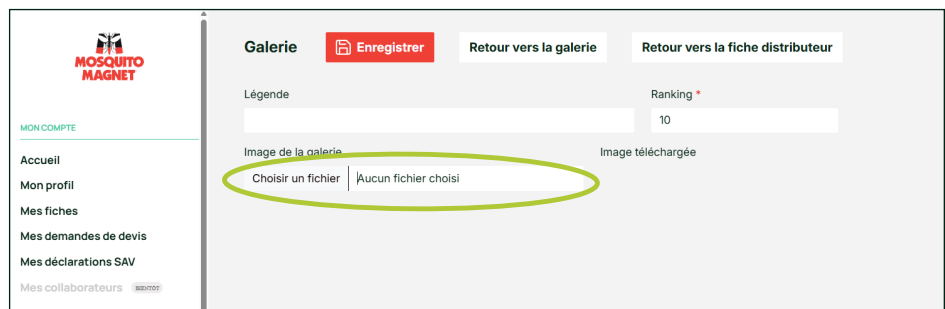 MOSQUITO
MAGNET
MON COMPTE
Accueil
Mon profil
Mes fiches
Mes demandes de devis
Mes déclarations SAV
Mes collaborateurs BIENTOT
Galerie Enregistrer Retour vers la galerie Retour vers la fiche distributeur
Légende Ranking *
10
Image de la galerie Image téléchargée
Choisir un fichier Aucun fichier choisi